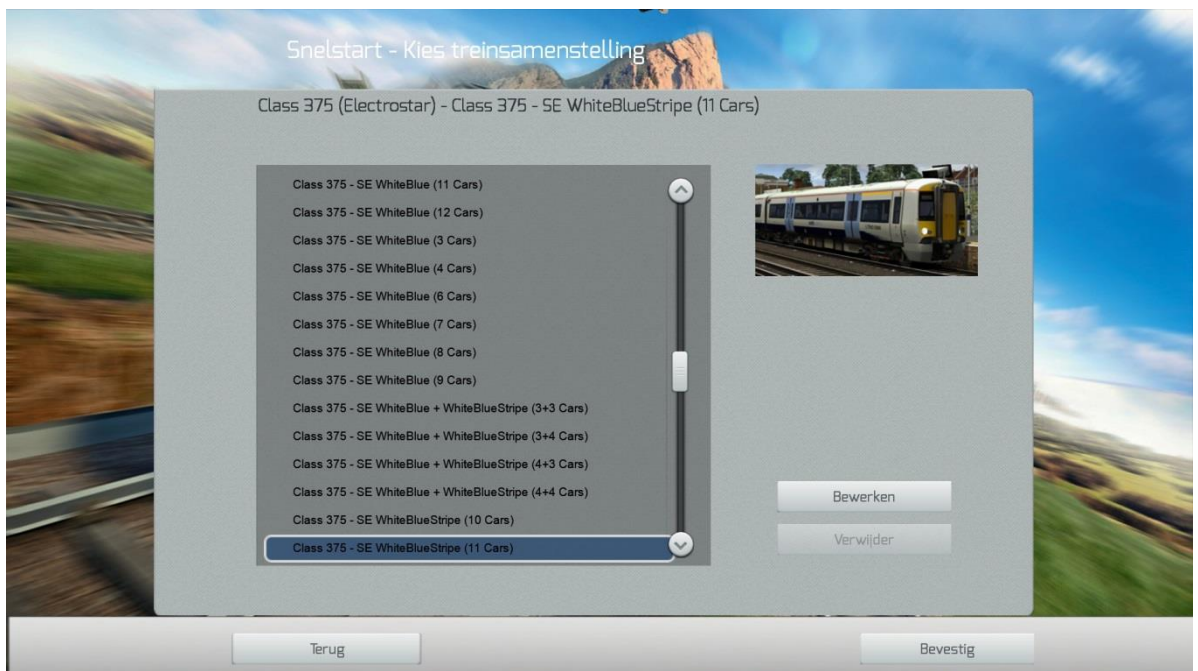 Snelstart - Kies treinsamenstelling
Class 375 (Electrostar) - Class 375 - SE WhiteBlueStripe (11 Cars)
Class 375 - SE WhiteBlue (11 Cars)
Class 375 - SE WhiteBlue (12 Cars)
Class 375 - SE WhiteBlue (3 Cars)
Class 375 - SE WhiteBlue (4 Cars)
Class 375 - SE WhiteBlue (6 Cars)
Class 375 - SE WhiteBlue (7 Cars)
Class 375 - SE WhiteBlue (8 Cars)
Class 375 - SE WhiteBlue (9 Cars)
Class 375 - SE WhiteBlue + WhiteBlueStripe (3+3 Cars)
Class 375 - SE WhiteBlue + WhiteBlueStripe (3+4 Cars)
Class 375 - SE WhiteBlue + WhiteBlueStripe (4+3 Cars)
Class 375 - SE WhiteBlue + WhiteBlueStripe (4+4 Cars)
Class 375 - SE WhiteBlueStripe (10 Cars)
Class 375 - SE WhiteBlueStripe (11 Cars)
Bewerken
Verwijder
Terug
Bevestig